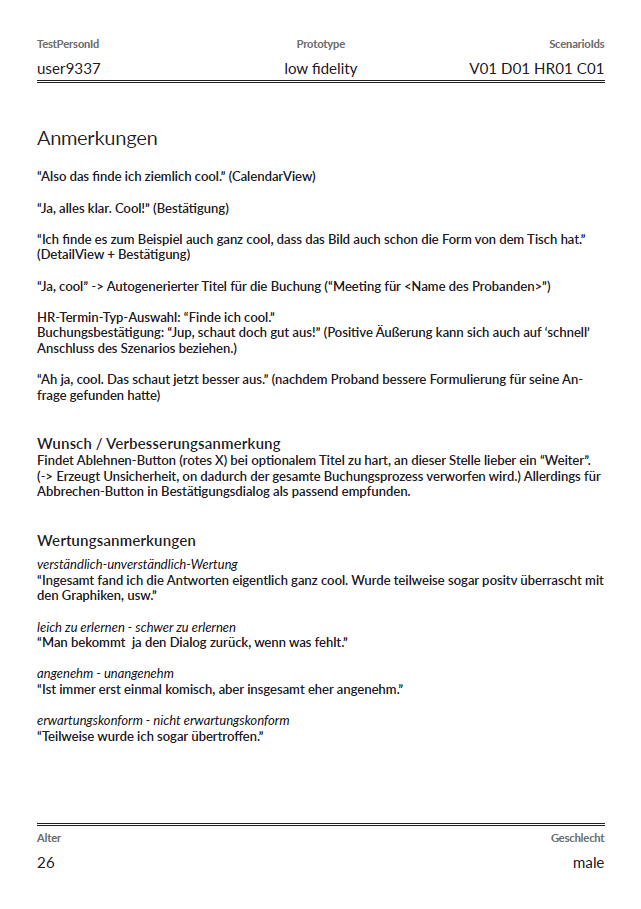 TestPersonId Prototype ScenarioIds
user9337 low fidelity V01 D01 HR01 C01
Anmerkungen
“Also das finde ich ziemlich cool.” (CalendarView)
“Ja, alles klar. Cool!” (Bestätigung)
“Ich finde es zum Beispiel auch ganz cool, dass das Bild auch schon die Form von dem Tisch hat.”
(DetailView + Bestätigung)
“Ja, cool” -> Autogenerierter Titel für die Buchung (“Meeting für <Name des Probanden>”)
HR-Termin-Typ-Auswahl: “Finde ich cool.”
Buchungsbestätigung: “Jup, schaut doch gut aus!” (Positive Äußerung kann sich auch auf ‘schnell’
Anschluss des Szenarios beziehen.)
“Ah ja, cool. Das schaut jetzt besser aus.” (nachdem Proband bessere Formulierung für seine An-
frage gefunden hatte)
Wunsch / Verbesserungsanmerkung
Findet Ablehnen-Button (rotes X) bei optionalem Titel zu hart, an dieser Stelle lieber ein “Weiter”.
(-> Erzeugt Unsicherheit, on dadurch der gesamte Buchungsprozess verworfen wird.) Allerdings für
Abbrechen-Button in Bestätigungsdialog als passend empfunden.
Wertungsanmerkungen
verständlich-unverständlich-Wertung
“Ingesamt fand ich die Antworten eigentlich ganz cool. Wurde teilweise sogar positv überrascht mit
den Graphiken, usw.”
leich zu erlernen - schwer zu erlernen
“Man bekommt  ja den Dialog zurück, wenn was fehlt.”
angenehm - unangenehm
“Ist immer erst einmal komisch, aber insgesamt eher angenehm.”
erwartungskonform - nicht erwartungskonform
“Teilweise wurde ich sogar übertroffen.”
Alter Geschlecht
26 male